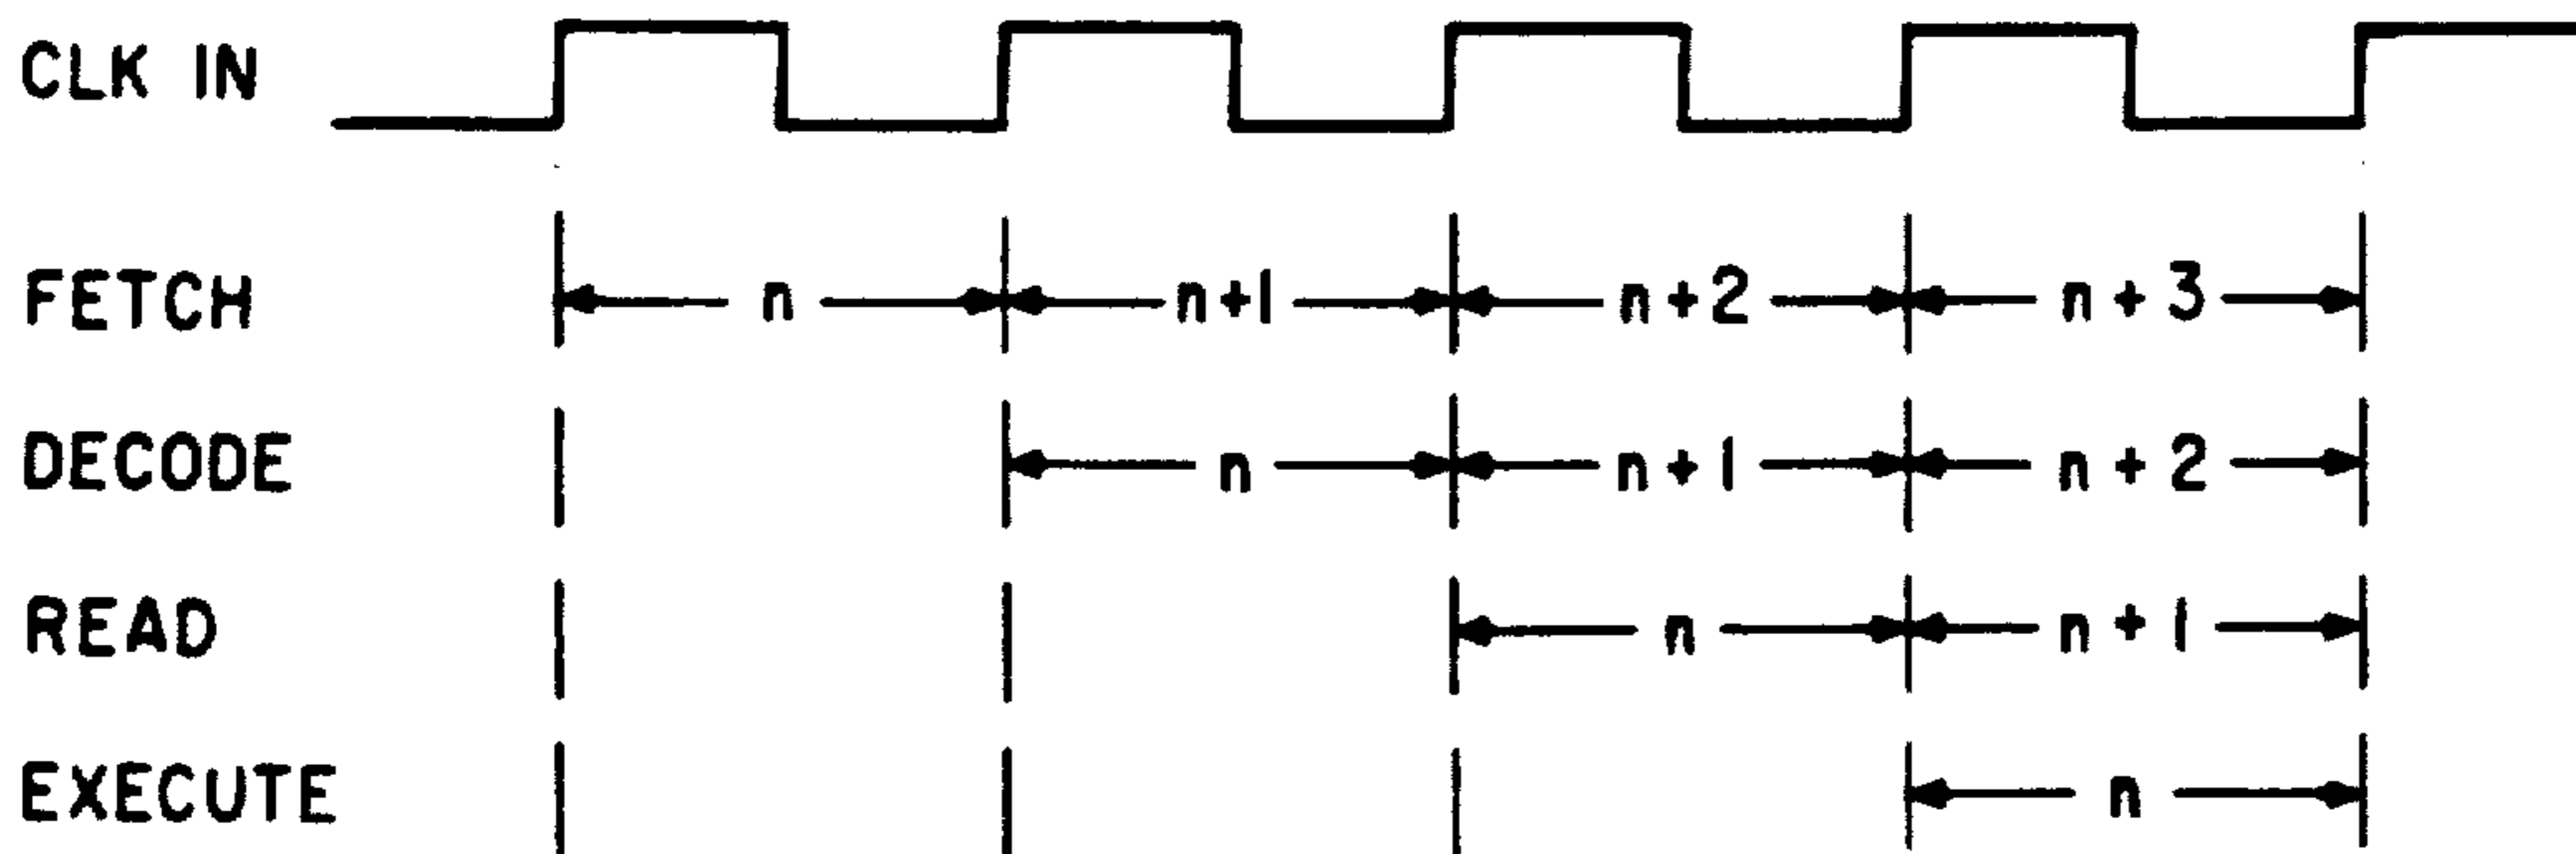 CLK IN
FETCH n n+1 n+2 n+3
DECODE n n+1 n+2
READ n n+1
EXECUTE n